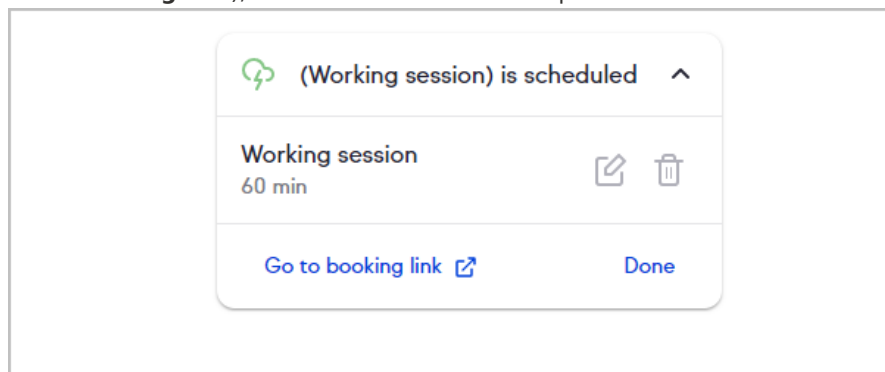 (Working session) is scheduled
Working session
60 min
Go to booking link
Done